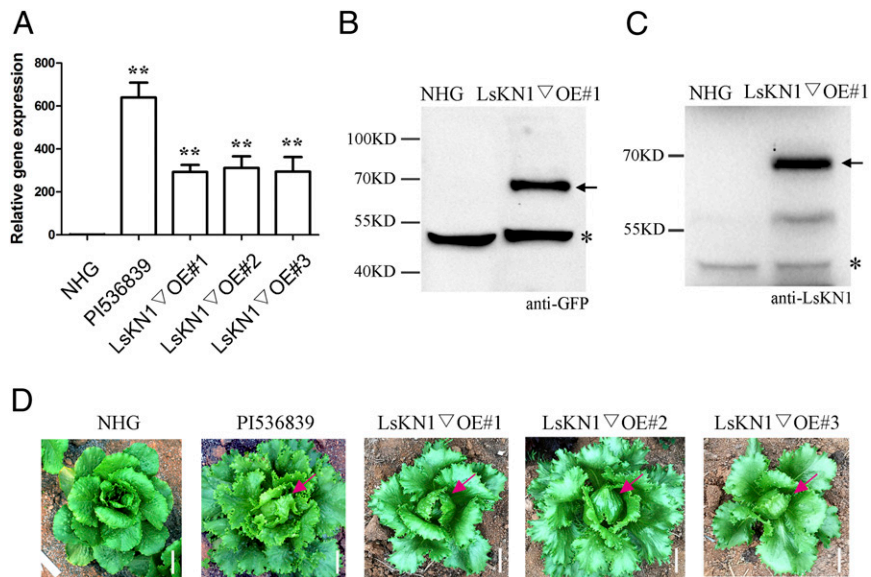 A
Relative gene expression
800
600
400
200
0
**
**
**
**
NHG
PI536839
LsKN1▽OE#1
LsKN1▽OE#2
LsKN1▽OE#3
B
NHG LsKN1▽OE#1
100KD
70KD
55KD
40KD
*
anti-GFP
C
NHG LsKN1▽OE#1
70KD
55KD
*
anti-LsKN1
D
NHG PI536839 LsKN1▽OE#1 LsKN1▽OE#2 LsKN1▽OE#3